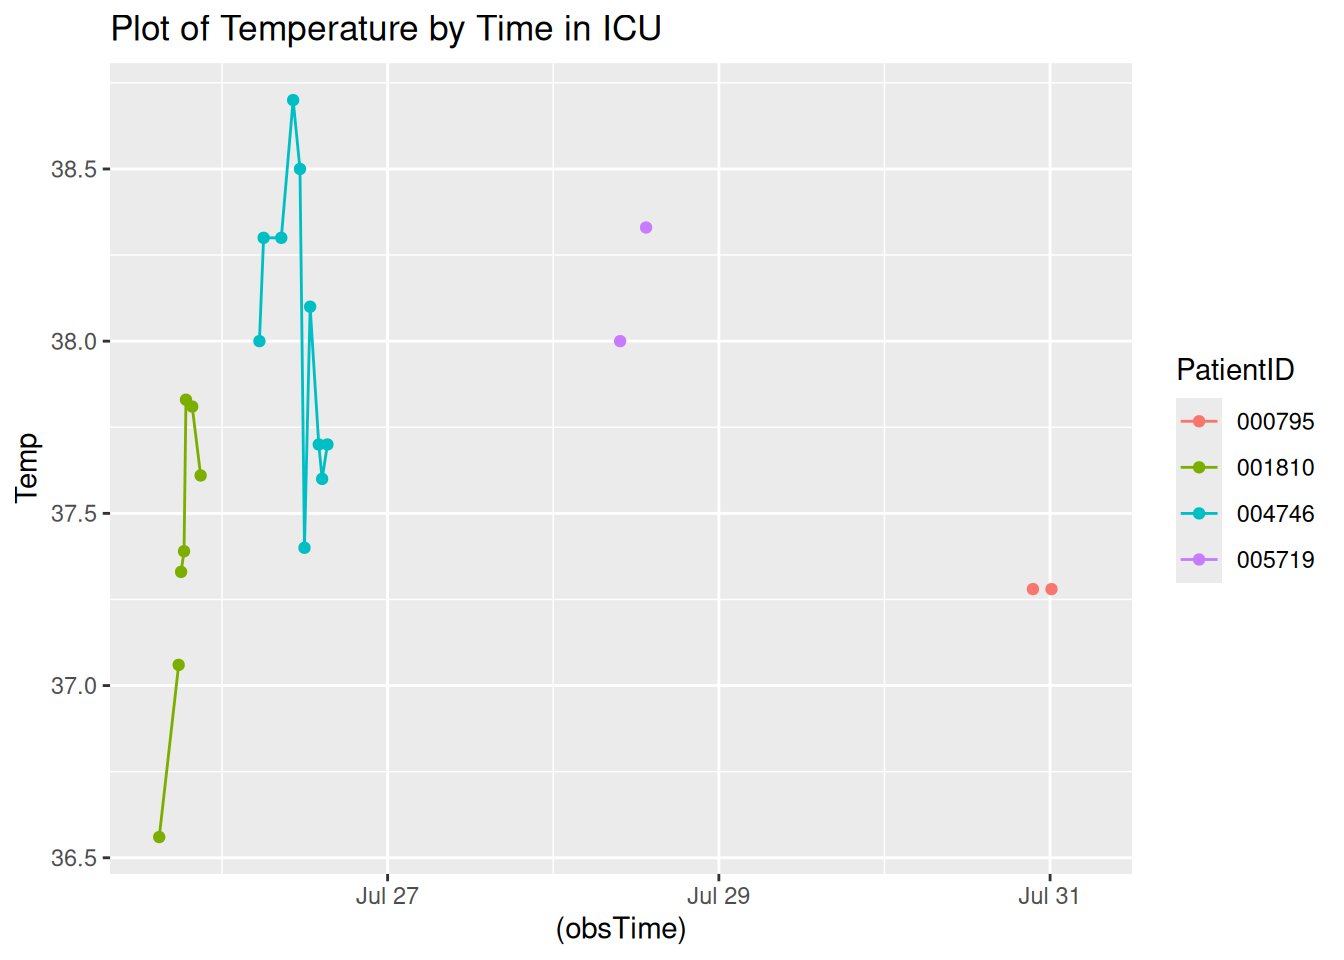 Plot of Temperature by Time in ICU
38.5
38.0
37.5
37.0
36.5
Temp
Jul 27
Jul 29
Jul 31
(obsTime)
PatientID
000795
001810
004746
005719